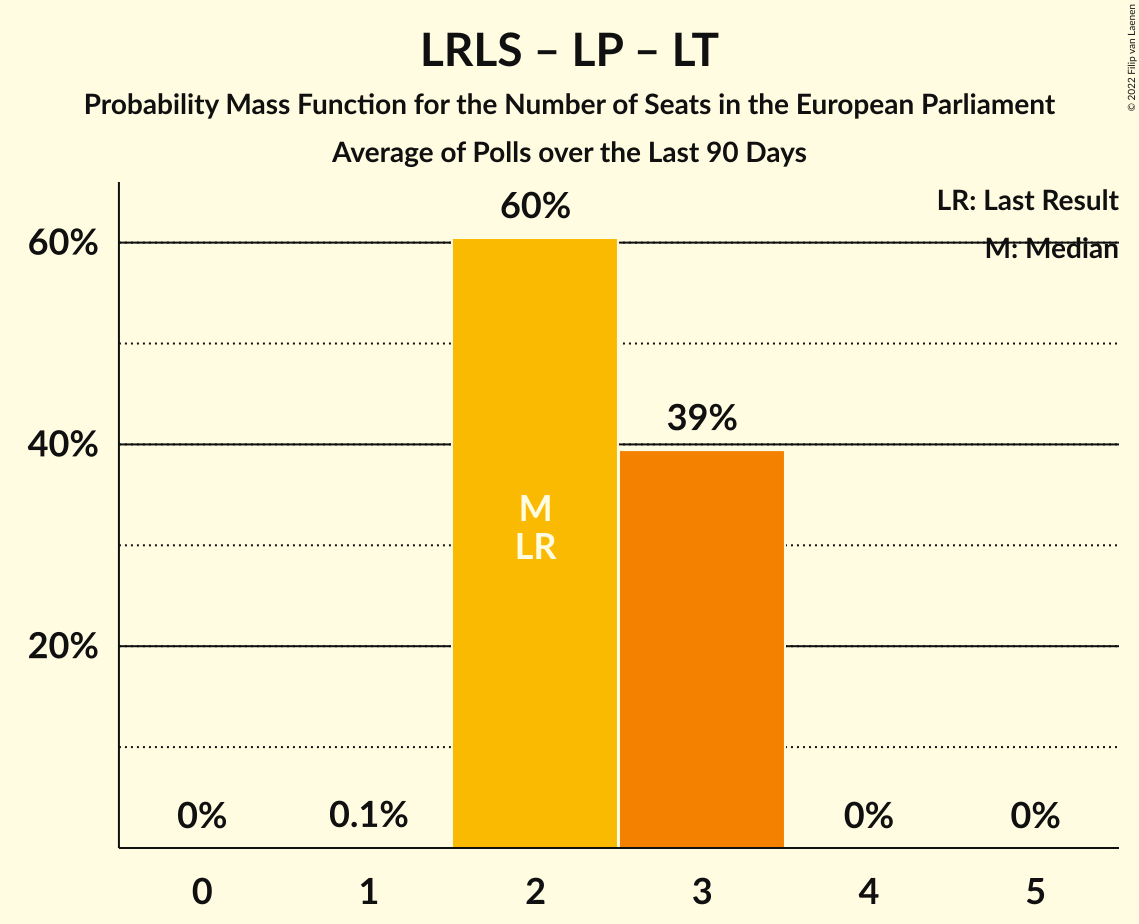 LRLS – LP – LT
Probability Mass Function for the Number of Seats in the European Parliament
Average of Polls over the Last 90 Days
© 2022 Filip van Laenen
LR: Last Result
M: Median
60%
40%
20%
60%
39%
M
LR
0%
0.1%
0%
0%
0
1
2
3
4
5